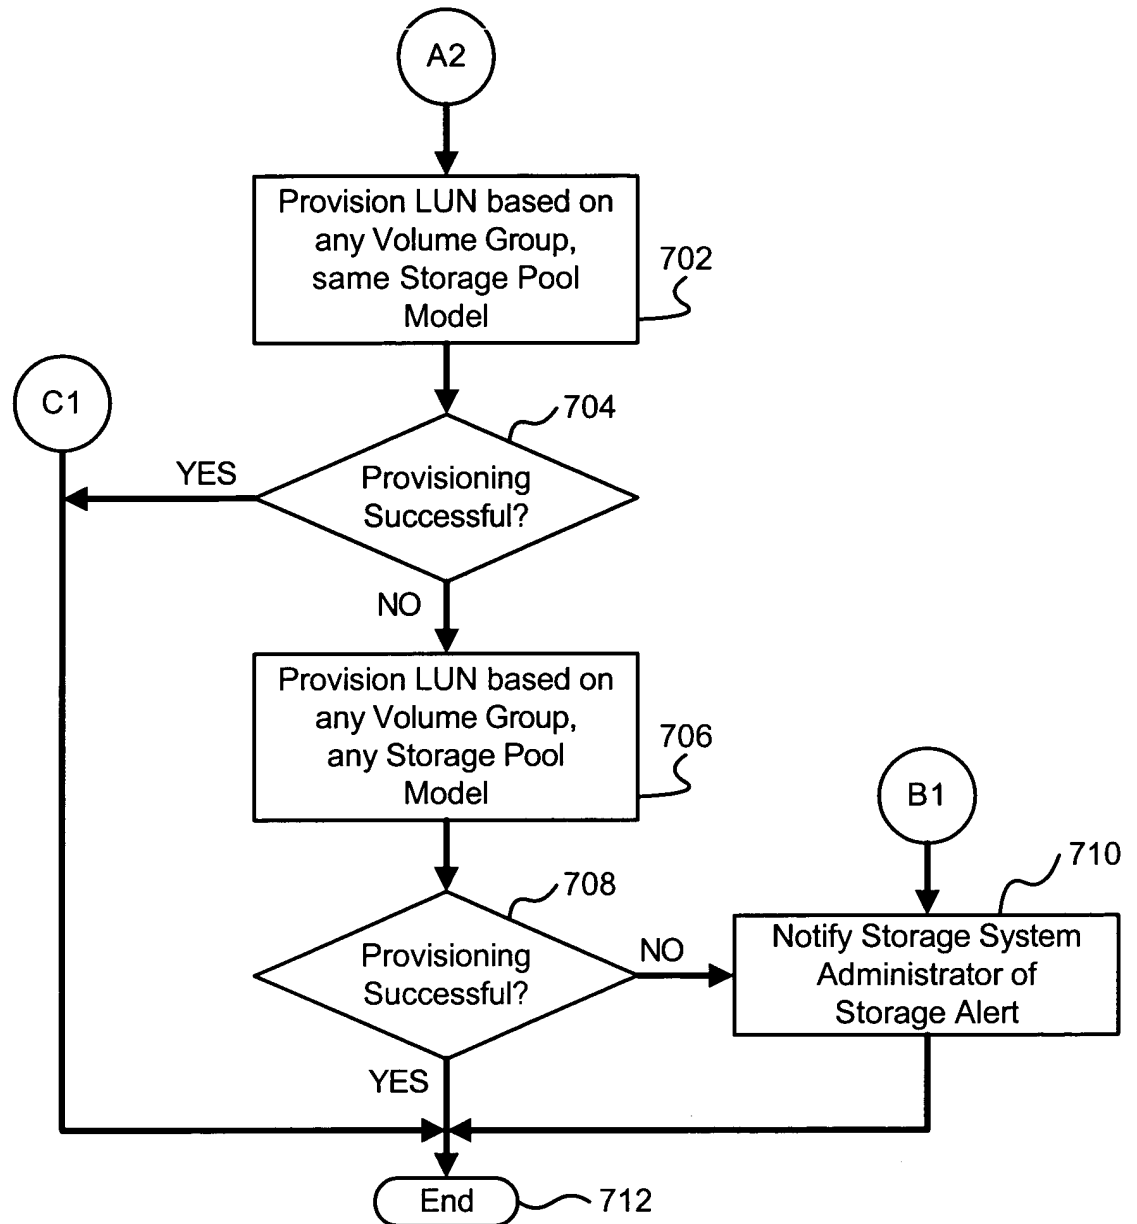 A2
Provision LUN based on
any Volume Group,
same Storage Pool
Model
702
C1
704
YES
Provisioning
Successful?
NO
Provision LUN based on
any Volume Group,
any Storage Pool
Model
706
B1
708
710
Provisioning
Successful?
NO
Notify Storage System
Administrator of
Storage Alert
YES
End
712